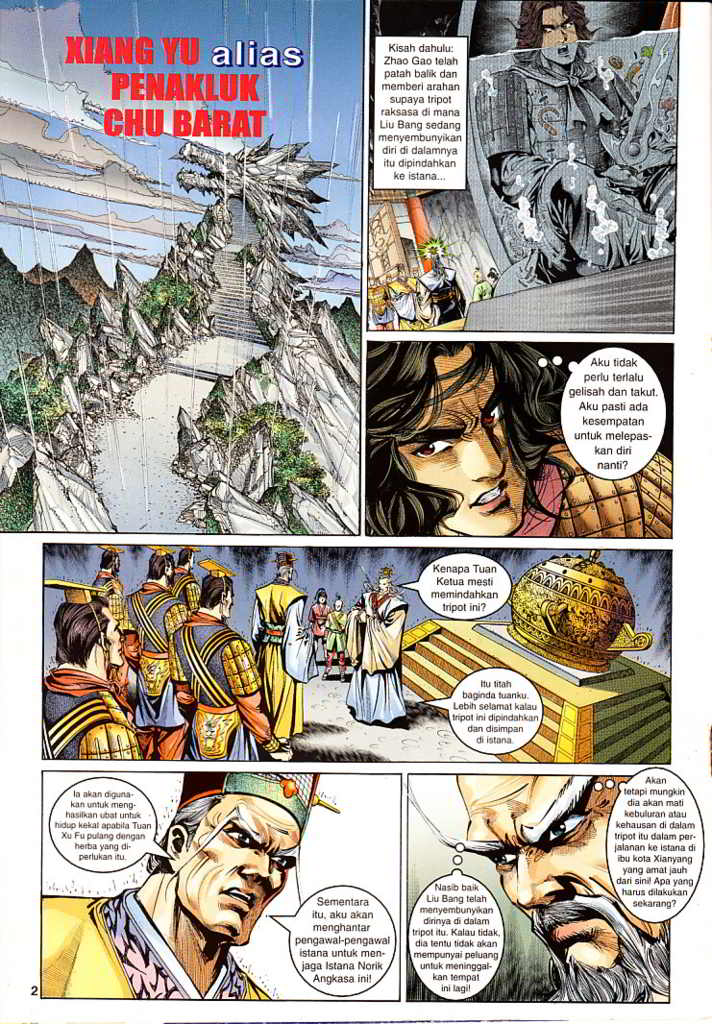 XIANG YU alias
PENAKLUK
CHU BARAT
Kisah dahulu:
Zhao Gao telah
patah balik dan
memberi arahan
supaya tripot
raksasa di mana
Liu Bang sedang
menyembunyikan
diri di dalamnya
itu dipindahkan
ke istana...
Aku tidak
perlu terlalu
gelisah dan takut.
Aku pasti ada
kesempatan
untuk melepas-
kan diri
nanti?
Kenapa Tuan
Ketua mesti
memindahkan
tripot ini?
Itu titah
baginda tuanku.
Lebih selamat kalau
tripot ini dipindahkan
dan disimpan
di istana.
Ia akan diguna-
kan untuk meng-
hasilkan ubat untuk
hidup kekal apabila Tuan
Xu Fu pulang dengan
herba yang di-
perlukan itu.
Sementara
itu, aku akan
menghantar
pengawal-pengawal
istana untuk men-
jaga Istana Norik
Angkasa ini!
Nasib baik
Liu Bang telah
menyembunyikan
dirinya di dalam
tripot itu. Kalau tidak,
dia tentu tidak akan
mempunyai peluang
untuk meninggal-
kan tempat
ini lagi!
Akan
tetapi mungkin
dia akan mati
kebuluran atau
kehausan di dalam
tripot itu dalam per-
jalanan ke istana di
ibu kota Xianyang
yang amat jauh
dari sini! Apa yang
harus dilakukan
sekarang?
2